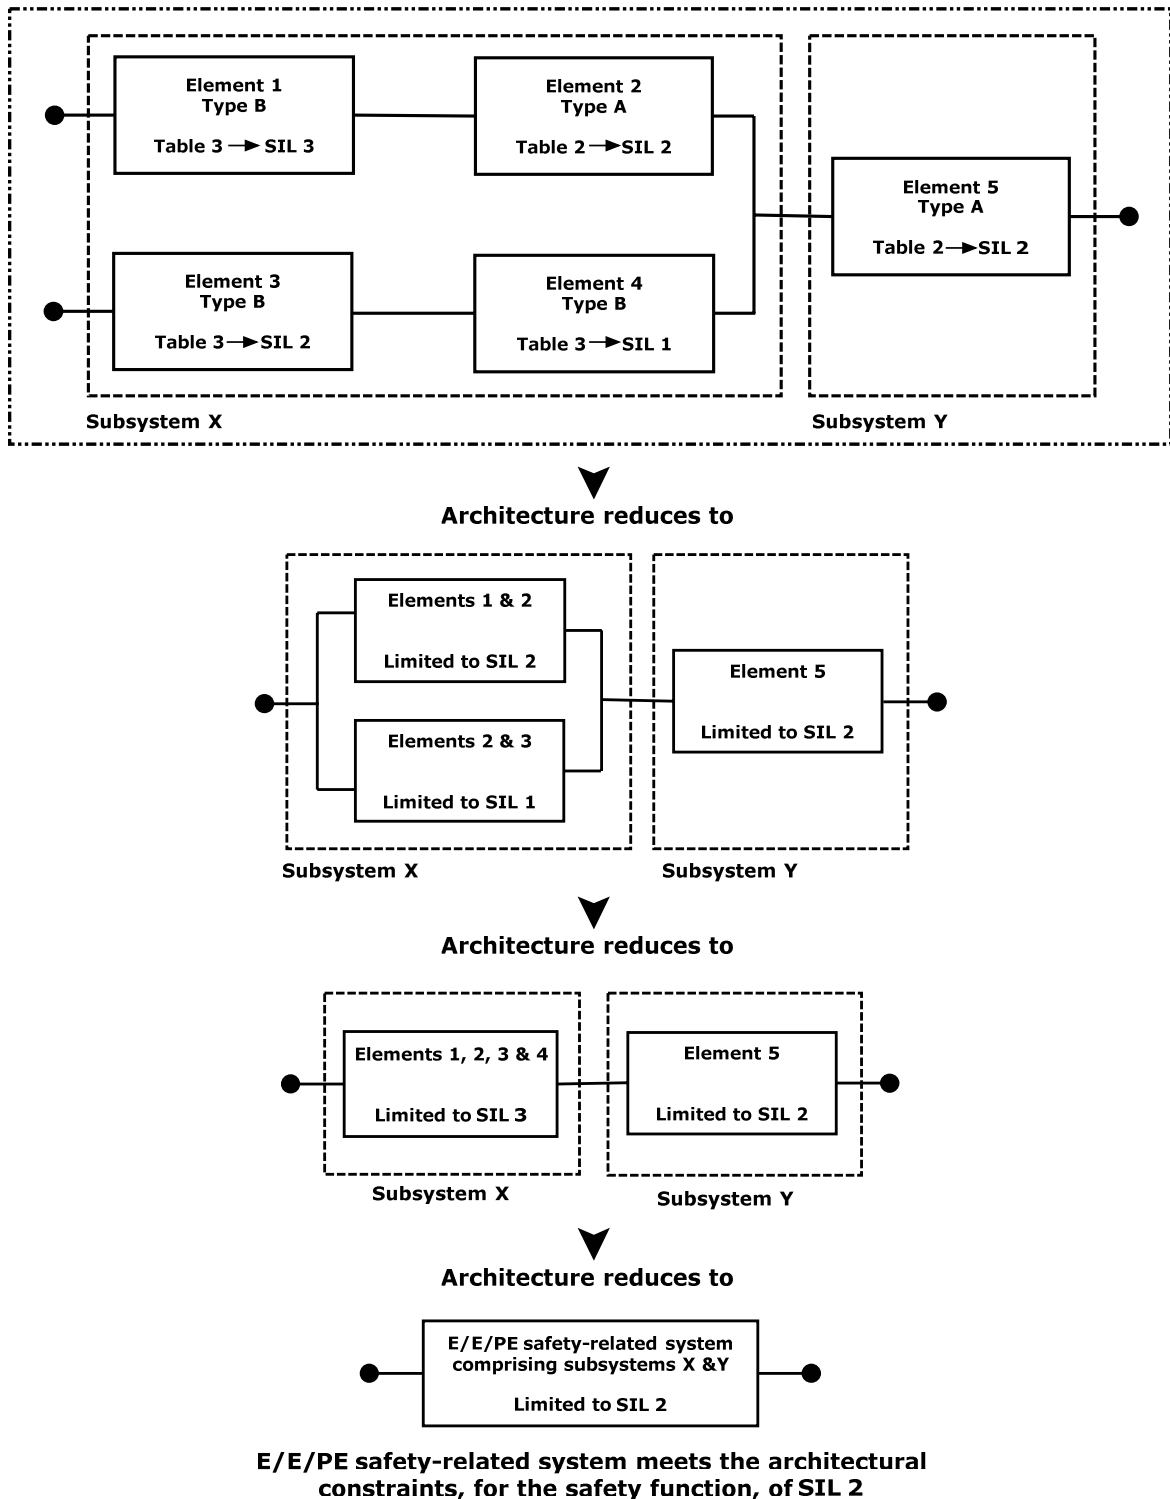 Element 1
Type B
Table 3 → SIL 3
Element 2
Type A
Table 2 → SIL 2
Element 3
Type B
Table 3 → SIL 2
Element 4
Type B
Table 3 → SIL 1
Element 5
Type A
Table 2 → SIL 2
Subsystem X
Subsystem Y
Architecture reduces to
Elements 1 & 2
Limited to SIL 2
Elements 2 & 3
Limited to SIL 1
Element 5
Limited to SIL 2
Subsystem X
Subsystem Y
Architecture reduces to
Elements 1, 2, 3 & 4
Limited to SIL 3
Element 5
Limited to SIL 2
Subsystem X
Subsystem Y
Architecture reduces to
E/E/PE safety-related system
comprising subsystems X &Y
Limited to SIL 2
E/E/PE safety-related system meets the architectural
constraints, for the safety function, of SIL 2